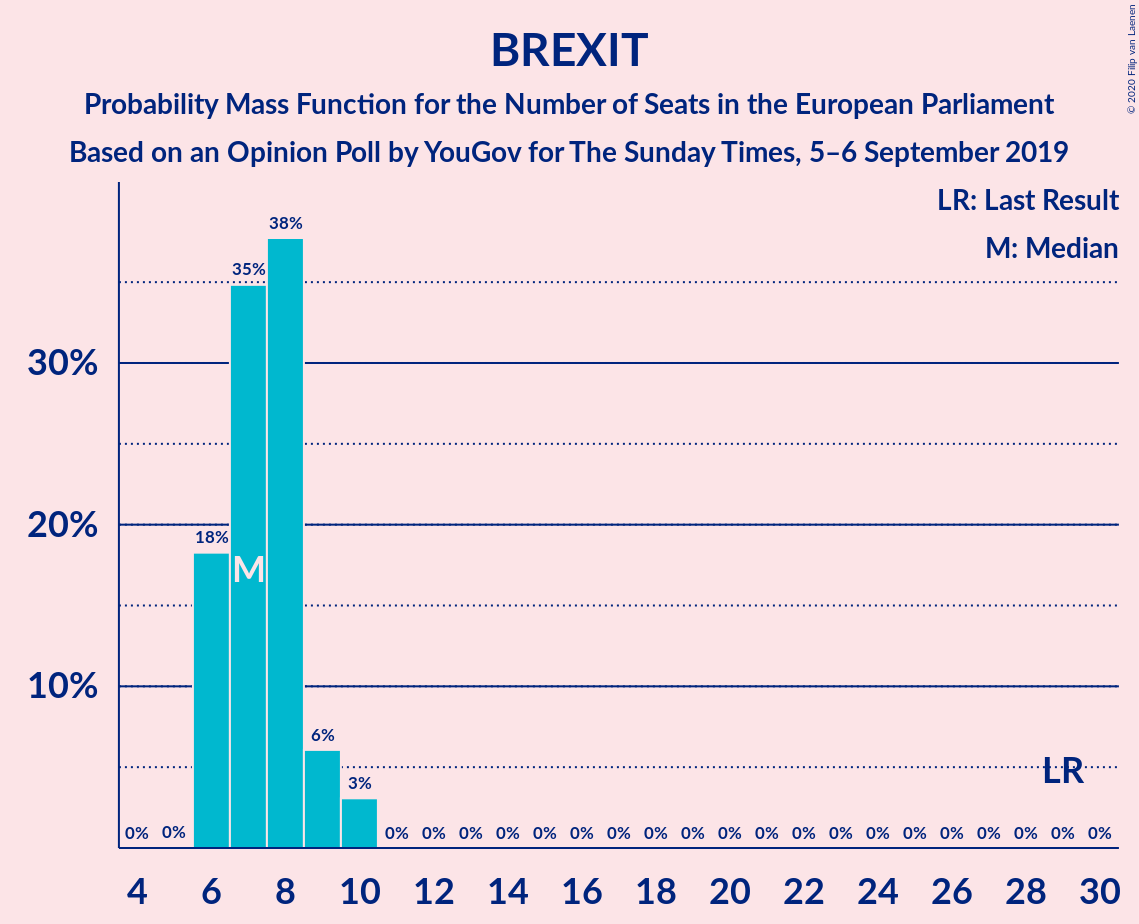 BREXIT
Probability Mass Function for the Number of Seats in the European Parliament
Based on an Opinion Poll by YouGov for The Sunday Times, 5–6 September 2019
© 2020 Filip van Laenen
LR: Last Result
M: Median
38%
35%
30%
20%
18%
M
10%
6%
LR
3%
0% 0% 0% 0% 0% 0% 0% 0% 0% 0% 0% 0% 0% 0% 0% 0% 0% 0% 0% 0% 0% 0%
4 6 8 10 12 14 16 18 20 22 24 26 28 30